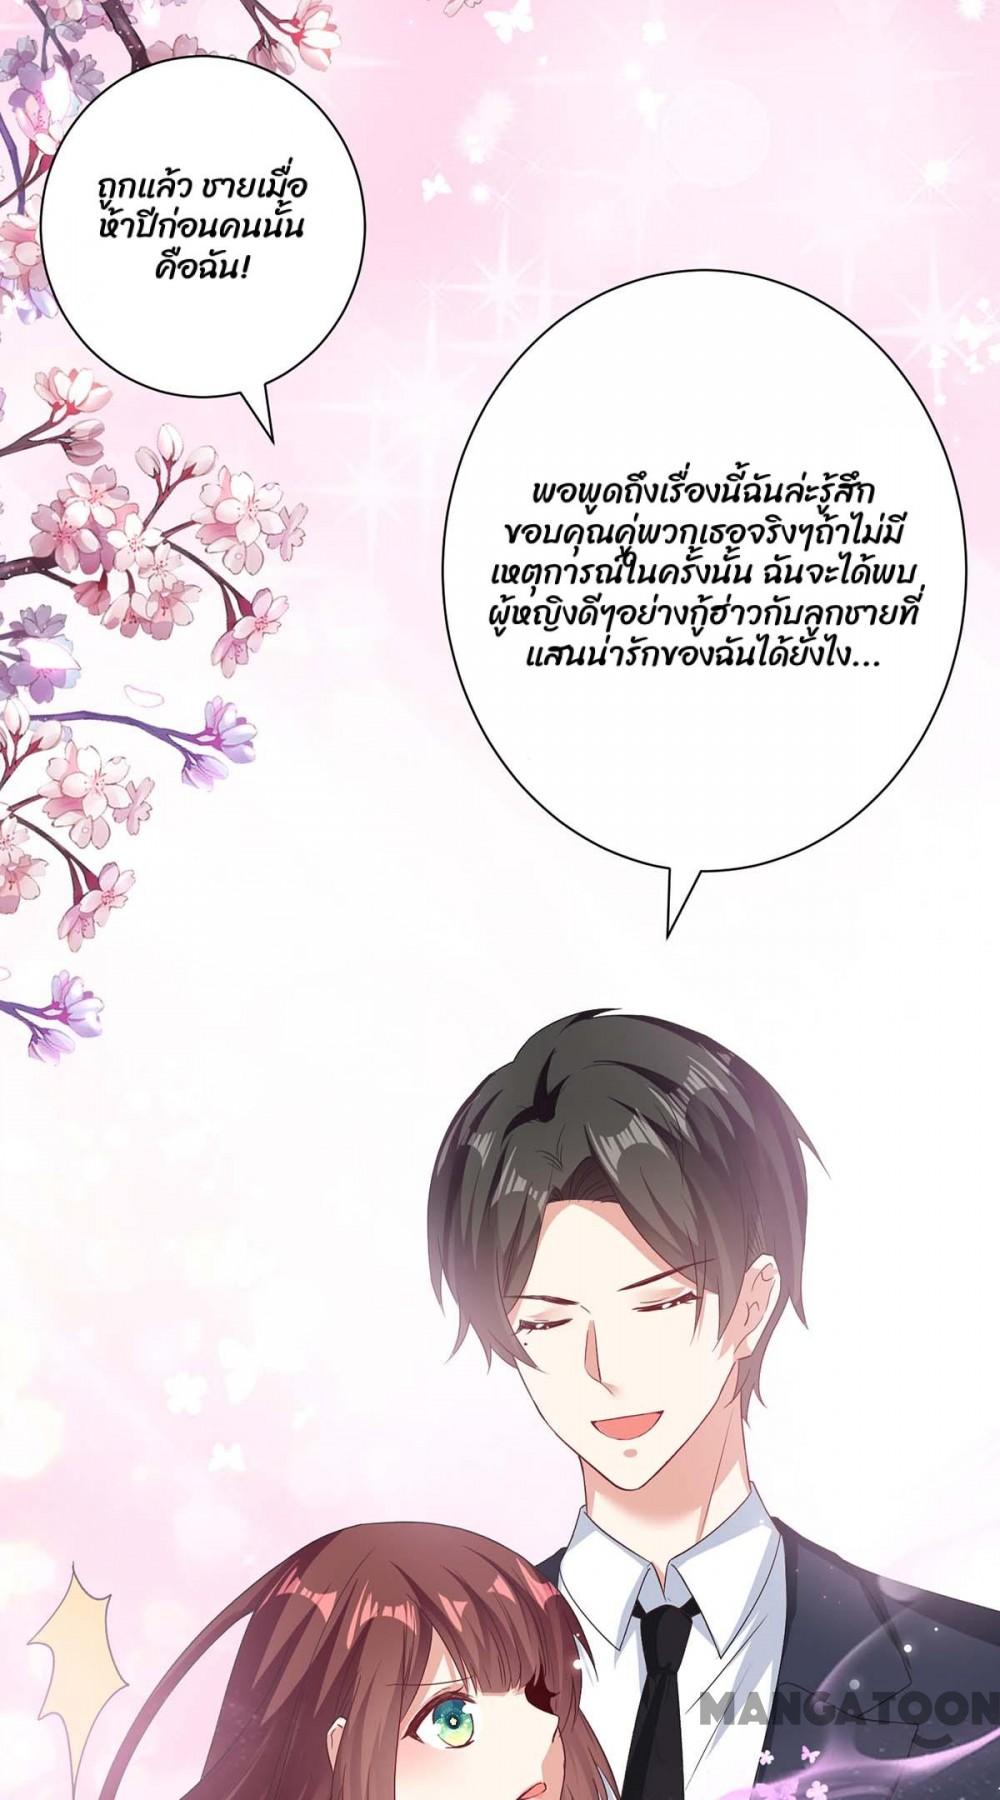 ถูกแล้ว ชายเมื่อ
ห้าปีก่อนคนนั้น
คือฉัน!
พอพูดถึงเรื่องนี้ฉันล่ะรู้สึก
ขอบคุณคู่พวกเธอจริงๆถ้าไม่มี
เหตุการณ์ในครั้งนั้น ฉันจะได้พบ
ผู้หญิงดีๆอย่างกู้ฮ่าวกับลูกชายที่
แสนน่ารักของฉันได้ยังไง...
MANGATOON